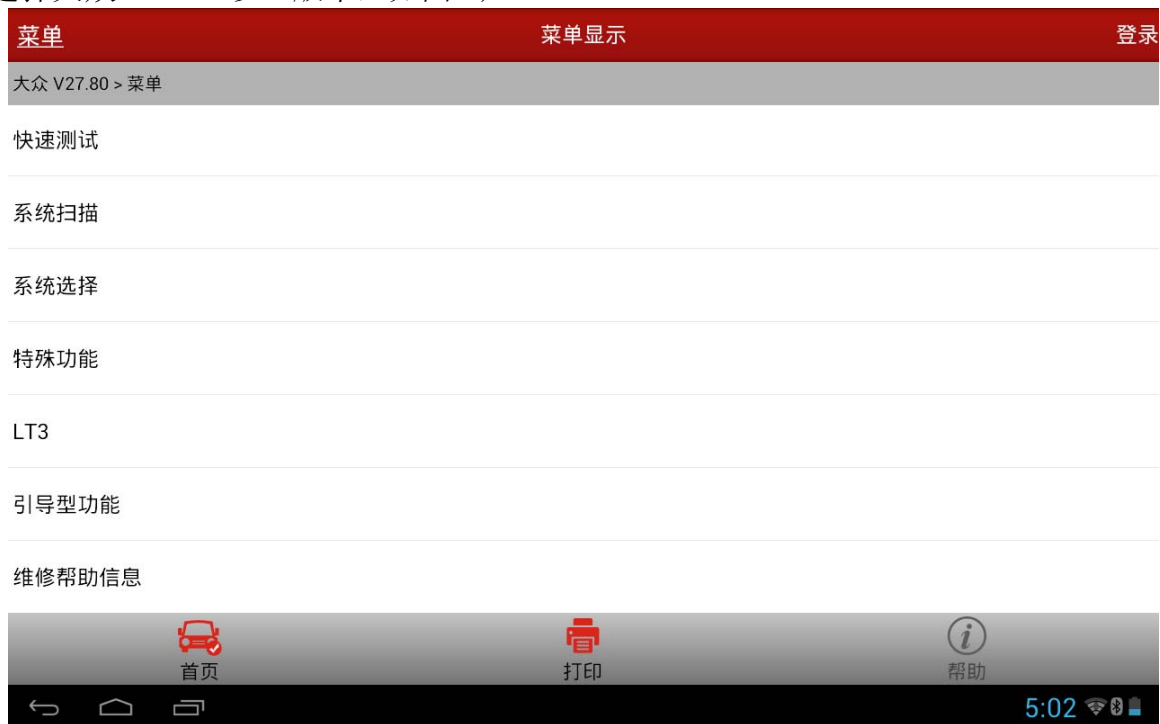 菜单 菜单显示 登录
大众 V27.80 > 菜单
快速测试
系统扫描
系统选择
特殊功能
LT3
引导型功能
维修帮助信息
首页 打印 帮助
5:02